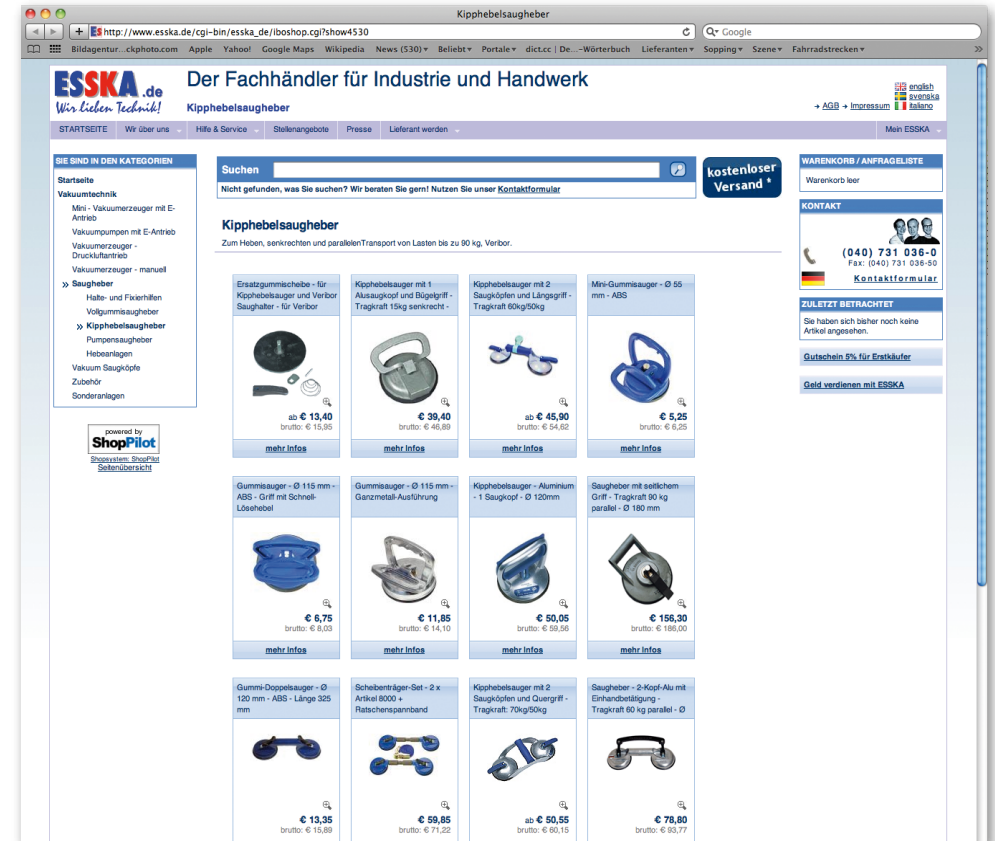 Kipphebelsaugheber
http://www.esska.de/cgi-bin/esska_de/iboshop.cgi?show4530
Google
Bildagentur...ckphoto.com Apple Yahoo! Google Maps Wikipedia News (530) Beliebt Portale dict.cc | De...-Wörterbuch Lieferanten Sopping Szene Fahrradstrecken
ESSKA.de
Wir lieben Technik!
Der Fachhändler für Industrie und Handwerk
Kipphebelsaugheber
english
svenska
AGB Impressum italiano
STARTSEITE Wir über uns Hilfe & Service Stellenangebote Presse Lieferant werden Mein ESSKA
SIE SIND IN DEN KATEGORIEN
Startseite
Vakuumtechnik
Mini - Vakuumerzeuger mit E-
Antrieb
Vakuumpumpen mit E-Antrieb
Vakuumerzeuger -
Druckluftantrieb
Vakuumerzeuger - manuell
Saugheber
Halte- und Fixierhilfen
Vollgummisaugheber
Kipphebelsaugheber
Pumpensaugheber
Hebeanlagen
Vakuum Saugköpfe
Zubehör
Sonderanlagen
powered by
ShopPilot
Shopsystem: ShopPilot
Seitenübersicht
Suchen
Nicht gefunden, was Sie suchen? Wir beraten Sie gern! Nutzen Sie unser Kontaktformular
kostenloser
Versand *
Kipphebelsaugheber
Zum Heben, senkrechten und parallelenTransport von Lasten bis zu 90 kg, Veribor.
Ersatzgummischeibe - für
Kipphebelsauger und Veribor
Saughalter - für Veribor
ab € 13,40
brutto: € 15,95
mehr Infos
Kipphebelsauger mit 1
Alusaugkopf und Bügelgriff -
Tragkraft 15kg senkrecht -
€ 39,40
brutto: € 46,89
mehr Infos
Kipphebelsauger mit 2
Saugköpfen und Längsgriff -
Tragkraft 60kg/50kg
ab € 45,90
brutto: € 54,62
mehr Infos
Mini-Gummisauger - Ø 55
mm - ABS
€ 5,25
brutto: € 6,25
mehr Infos
Gummisauger - Ø 115 mm -
ABS - Griff mit Schnell-
Lösehebel
€ 6,75
brutto: € 8,03
mehr Infos
Gummisauger - Ø 115 mm -
Ganzmetall-Ausführung
€ 11,85
brutto: € 14,10
mehr Infos
Kipphebelsauger - Aluminium
- 1 Saugkopf - Ø 120mm
€ 50,05
brutto: € 59,56
mehr Infos
Saugheber mit seitlichem
Griff - Tragkraft 90 kg
parallel - Ø 180 mm
€ 156,30
brutto: € 186,00
mehr Infos
Gummi-Doppelsauger - Ø
120 mm - ABS - Länge 325
mm
€ 13,35
brutto: € 15,89
Scheibenträger-Set - 2 x
Artikel 8000 +
Ratschenspannband
€ 59,85
brutto: € 71,22
Kipphebelsauger mit 2
Saugköpfen und Quergriff -
Tragkraft: 70kg/50kg
ab € 50,55
brutto: € 60,15
Saugheber - 2-Kopf-Alu mit
Einhandbetätigung -
Tragkraft 60 kg parallel - Ø
€ 78,80
brutto: € 93,77
WARENKORB / ANFRAGELISTE
Warenkorb leer
KONTAKT
(040) 731 036-0
Fax: (040) 731 036-50
Kontaktformular
ZULETZT BETRACHTET
Sie haben sich bisher noch keine
Artikel angesehen.
Gutschein 5% für Erstkäufer
Geld verdienen mit ESSKA